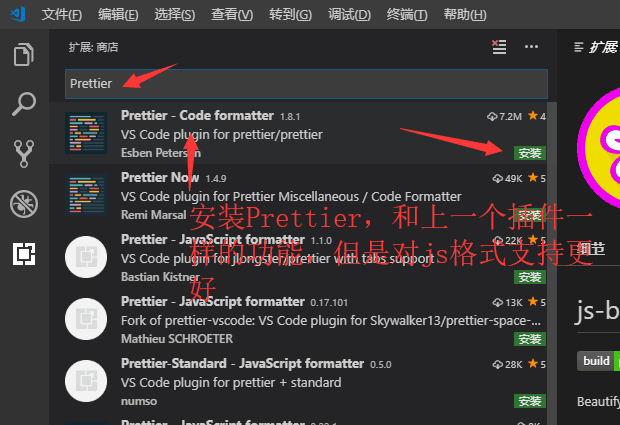 文件(F) 编辑(E) 选择(S) 查看(V) 转到(G) 调试(D) 终端(T) 帮助(H)
扩展: 商店
扩展
Prettier
Prettier - Code formatter 1.8.1 7.2M 4
VS Code plugin for prettier/prettier
Esben Petersen 安装
Prettier Now 1.4.9 49K 5
VS Code plugin for Prettier Miscellaneous / Code Formatter
Remi Marsal 安装
安装Prettier，和上一个插件一
样的功能。但是对js格式支持更
好
Prettier - JavaScript formatter 1.1.0 22K 5
VS Code plugin for jlongster/prettier with tabs support
Bastian Kistner 安装
Prettier - JavaScript formatter 0.17.101 13K 5
Fork of prettier-vscode: VS Code plugin for Skywalker13/prettier-space-...
Mathieu SCHROETER 安装
Prettier-Standard - JavaScript formatter 0.5.0 28K 5
VS Code plugin for prettier + standard
numso 安装
细节
js-b
build
Beautify